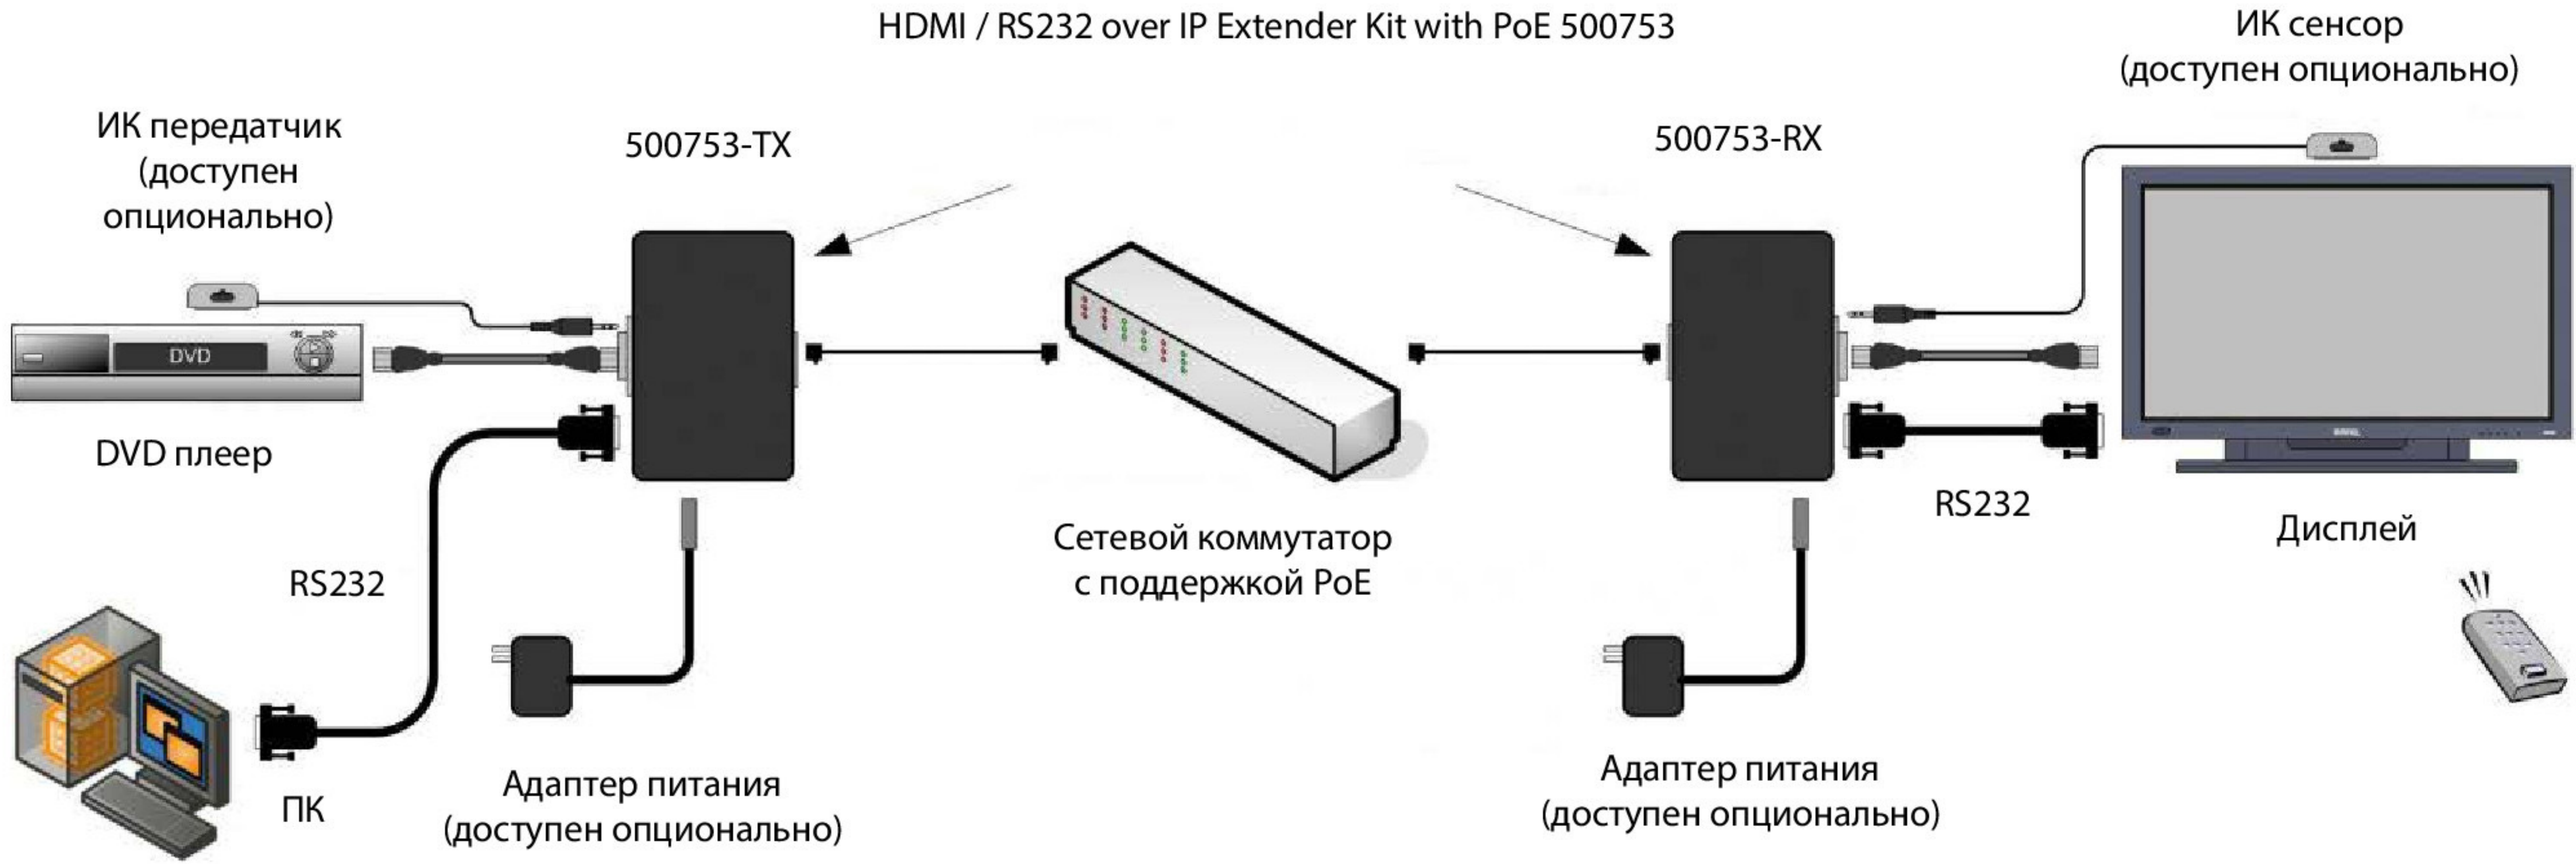 HDMI / RS232 over IP Extender Kit with PoE 500753
ИК сенсор
(доступен опционально)
ИК передатчик
(доступен
опционально)
500753-TX
500753-RX
DVD
DVD плеер
RS232
ПК
Адаптер питания
(доступен опционально)
Сетевой коммутатор
с поддержкой PoE
RS232
Дисплей
Адаптер питания
(доступен опционально)